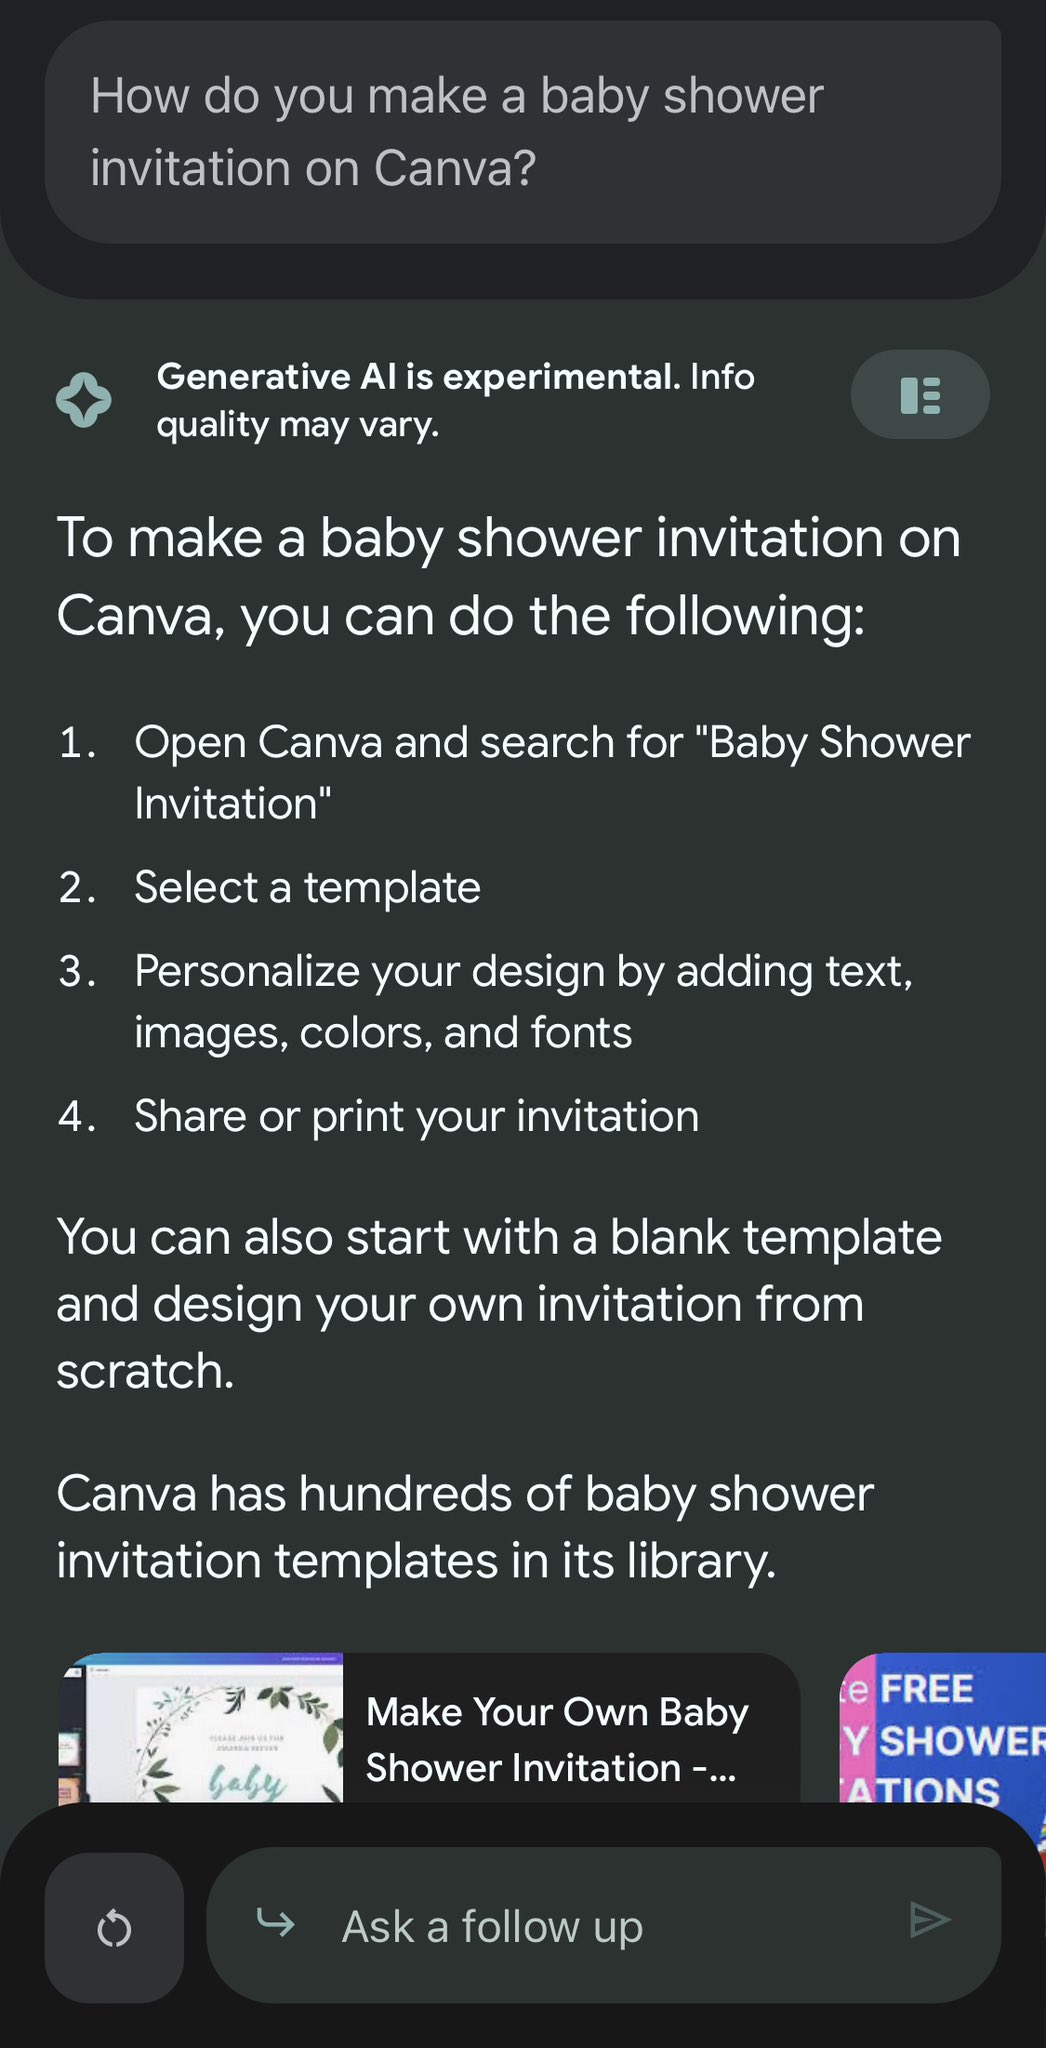 How do you make a baby shower
invitation on Canva?
Generative AI is experimental. Info
quality may vary.
To make a baby shower invitation on
Canva, you can do the following:
1. Open Canva and search for "Baby Shower
Invitation"
2. Select a template
3. Personalize your design by adding text,
images, colors, and fonts
4. Share or print your invitation
You can also start with a blank template
and design your own invitation from
scratch.
Canva has hundreds of baby shower
invitation templates in its library.
PLEASE JOIN US FOR
baby
Make Your Own Baby
Shower Invitation -...
te FREE
Y SHOWER
TATIONS
Ask a follow up